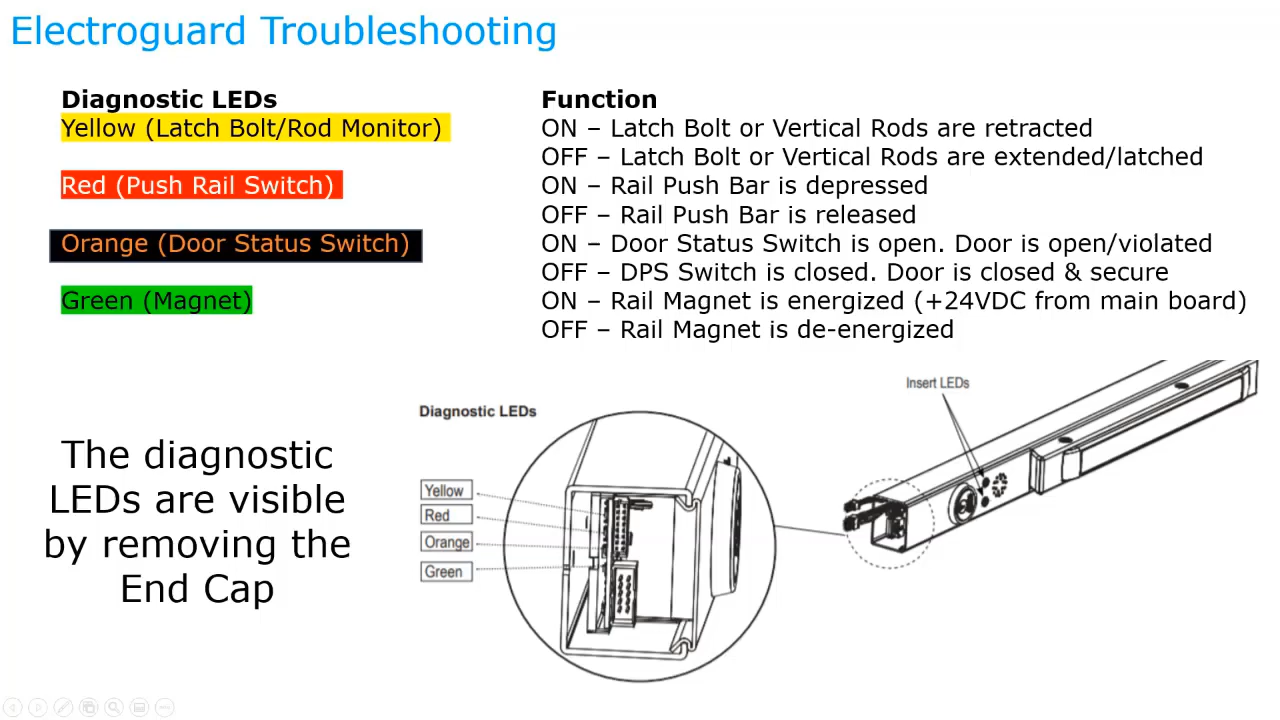 Electroguard Troubleshooting
Diagnostic LEDs
Yellow (Latch Bolt/Rod Monitor)
Red (Push Rail Switch)
Orange (Door Status Switch)
Green (Magnet)
Function
ON – Latch Bolt or Vertical Rods are retracted
OFF – Latch Bolt or Vertical Rods are extended/latched
ON – Rail Push Bar is depressed
OFF – Rail Push Bar is released
ON – Door Status Switch is open. Door is open/violated
OFF – DPS Switch is closed. Door is closed & secure
ON – Rail Magnet is energized (+24VDC from main board)
OFF – Rail Magnet is de-energized
The diagnostic
LEDs are visible
by removing the
End Cap
Diagnostic LEDs
Yellow
Red
Orange
Green
Insert LEDs